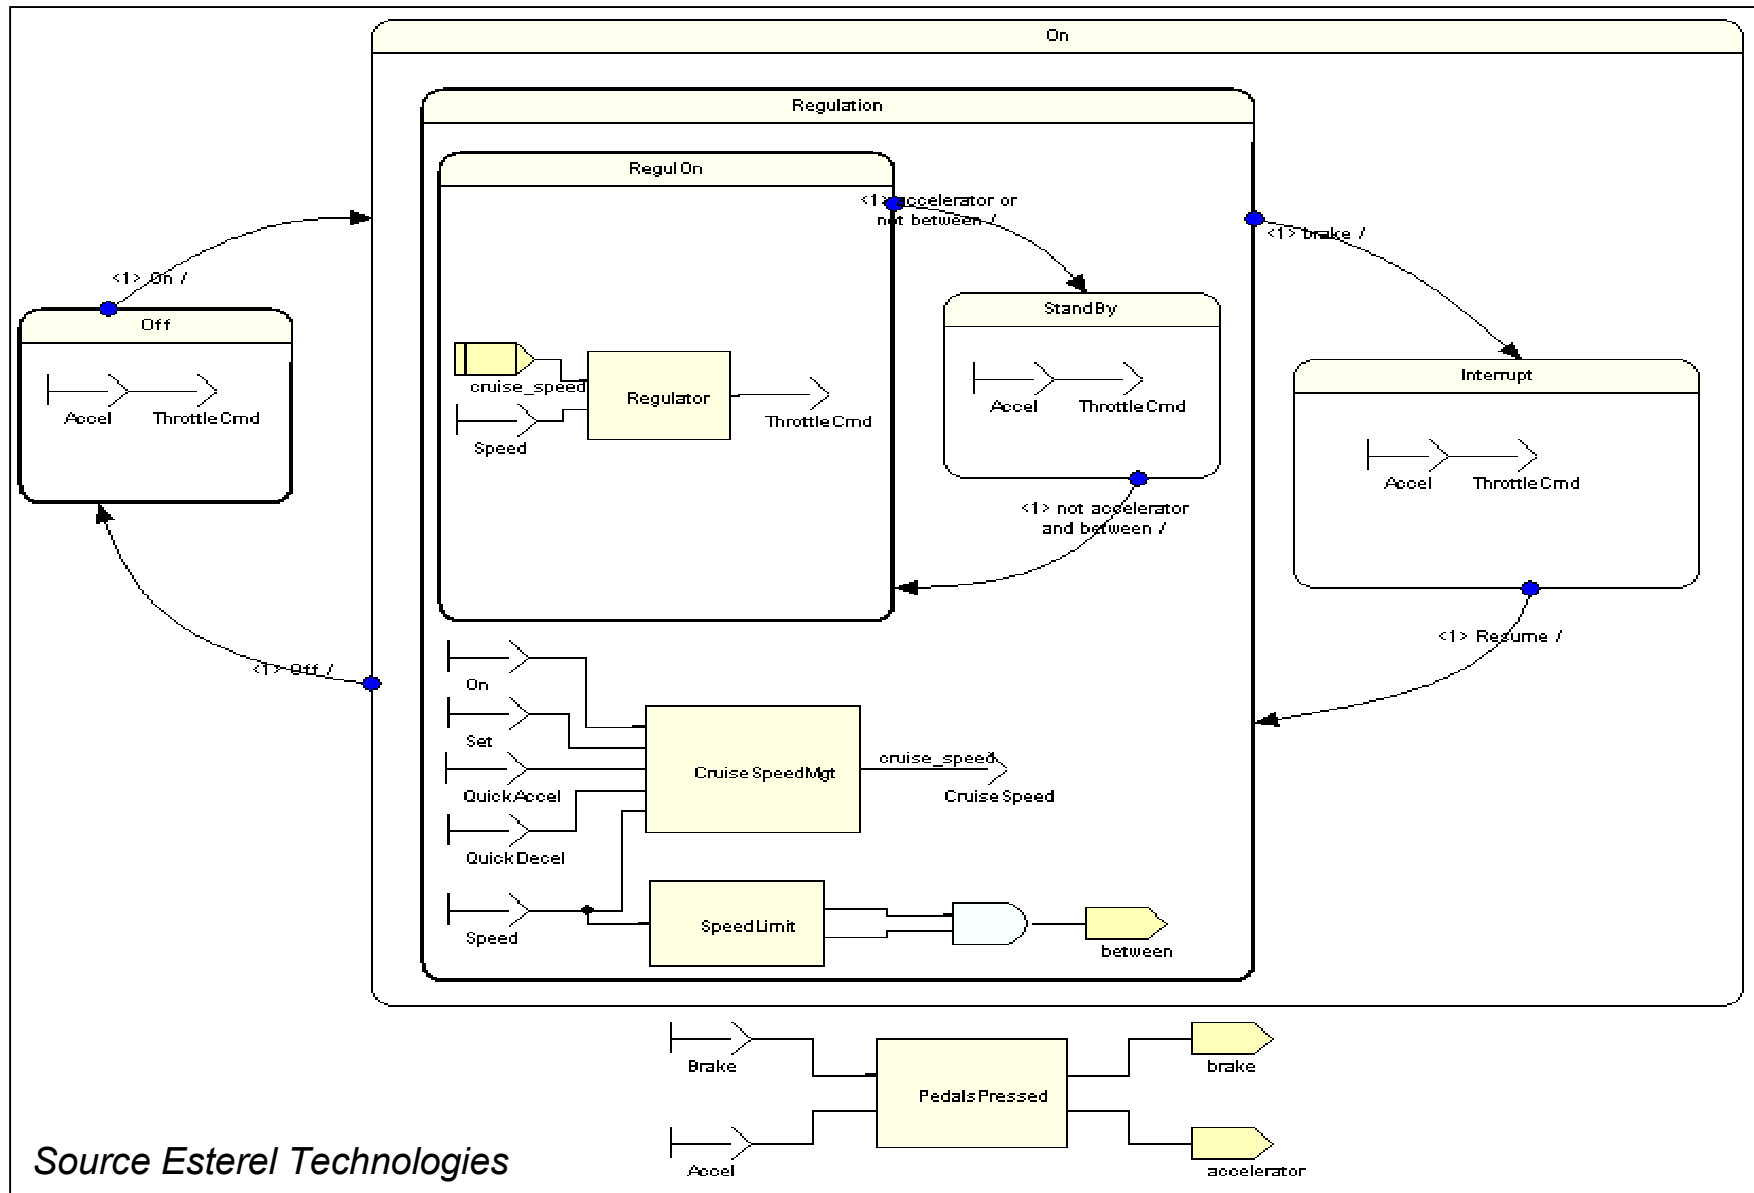 On
Regulation
RegulOn
<1> accelerator or
not between /
<1> brake /
<1> On /
Off
Accel
ThrottleCmd
cruise_speed
Speed
Regulator
ThrottleCmd
StandBy
Accel
ThrottleCmd
<1> not accelerator
and between /
Interrupt
Accel
ThrottleCmd
<1> Resume /
<1> Off /
On
Set
QuickAccel
QuickDecel
Speed
CruiseSpeedMgt
cruise_speed
CruiseSpeed
SpeedLimit
between
Brake
Accel
PedalsPressed
brake
accelerator
Source Esterel Technologies